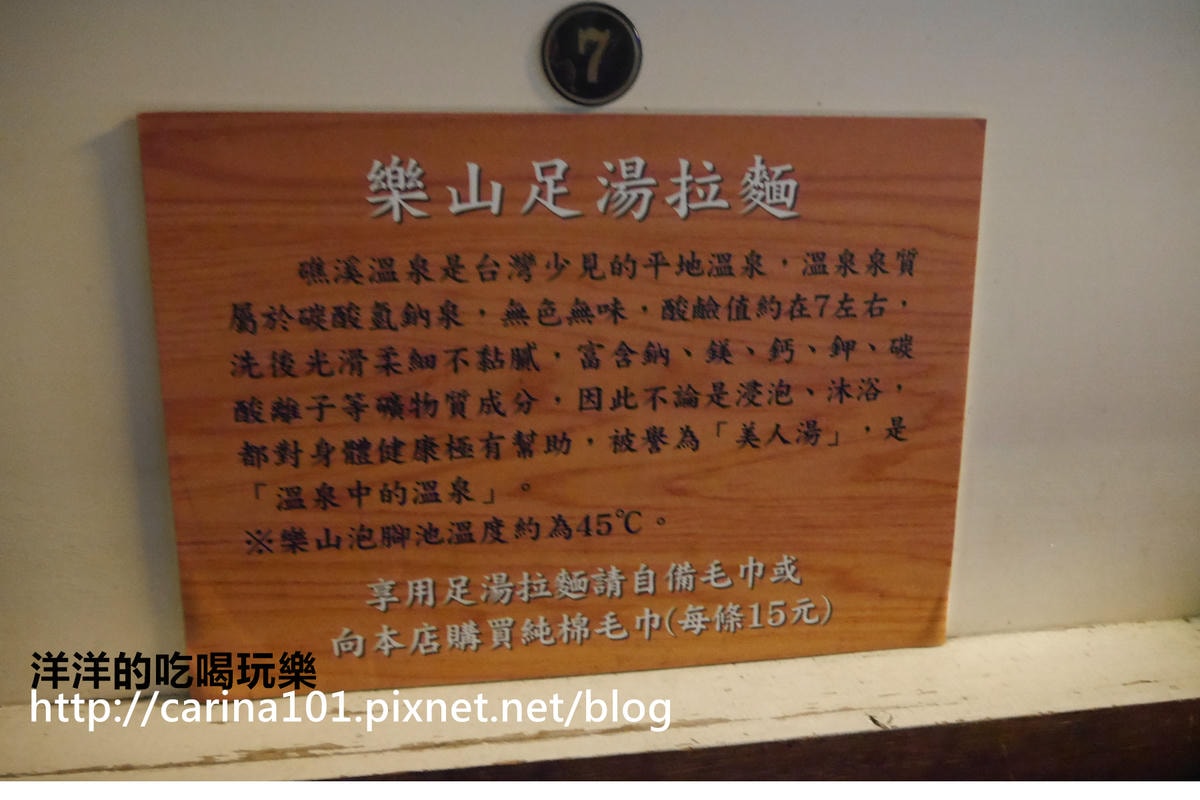 7
樂山足湯拉麵
礁溪溫泉是台灣少見的平地溫泉，溫泉泉質
屬於碳酸氫鈉泉，無色無味，酸鹼值約在7左右，
洗後光滑柔細不黏膩，富含鈉、鎂、鈣、鉀、碳
酸離子等礦物質成分，因此不論是浸泡、沐浴，
都對身體健康極有幫助，被譽為「美人湯」，是
「溫泉中的溫泉」。
※樂山泡腳池溫度約為45℃。
享用足湯拉麵請自備毛巾或
向本店購買純棉毛巾(每條15元)
洋洋的吃喝玩樂
http://carina101.pixnet.net/blog